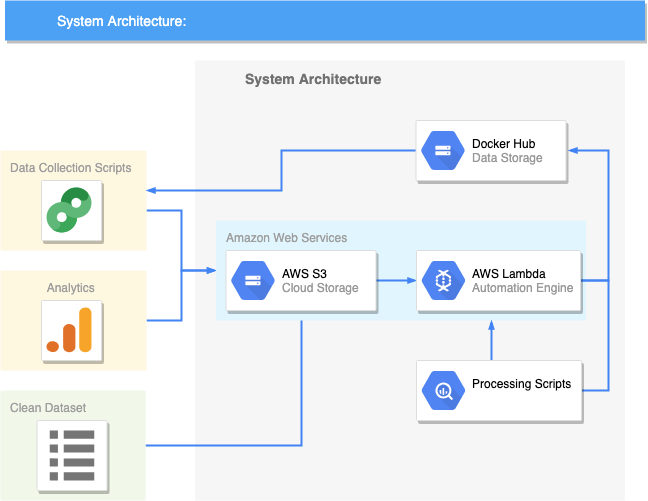 System Architecture:
System Architecture
Docker Hub
Data Storage
Data Collection Scripts
Amazon Web Services
AWS S3
Cloud Storage
AWS Lambda
Automation Engine
Analytics
Processing Scripts
Clean Dataset